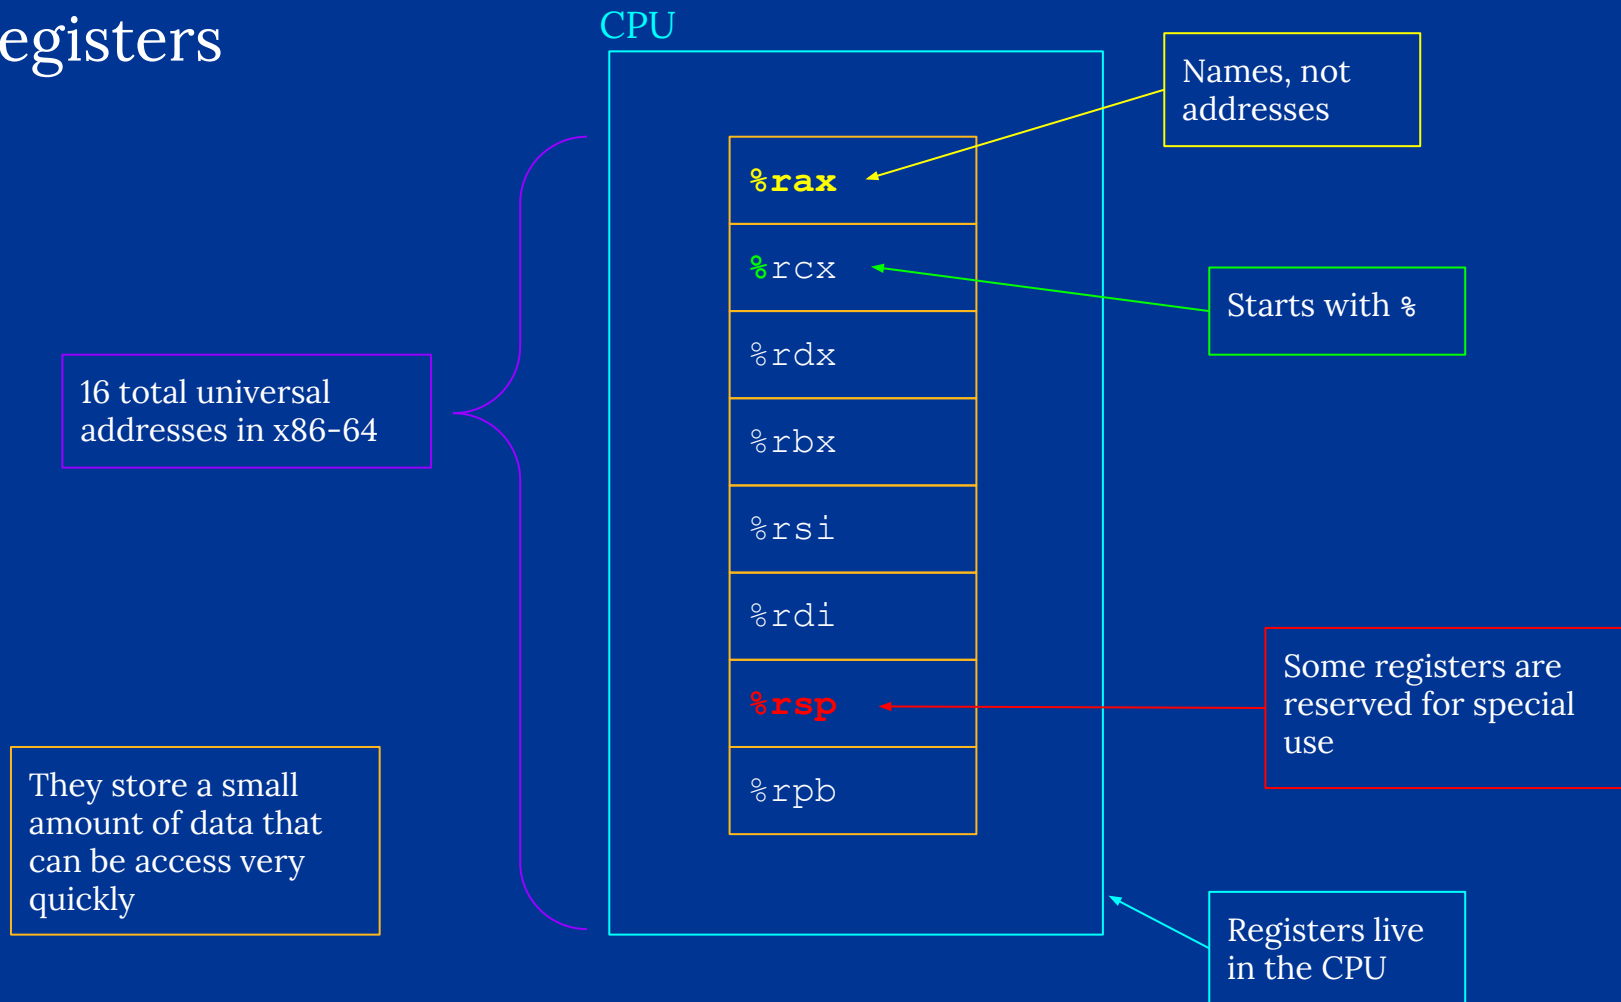 egisters
CPU
Names, not
addresses
%rax
%rcx
Starts with %
%rdx
16 total universal
addresses in x86-64
%rbx
%rsi
%rdi
Some registers are
reserved for special
use
%rsp
They store a small
amount of data that
can be access very
quickly
%rpb
Registers live
in the CPU